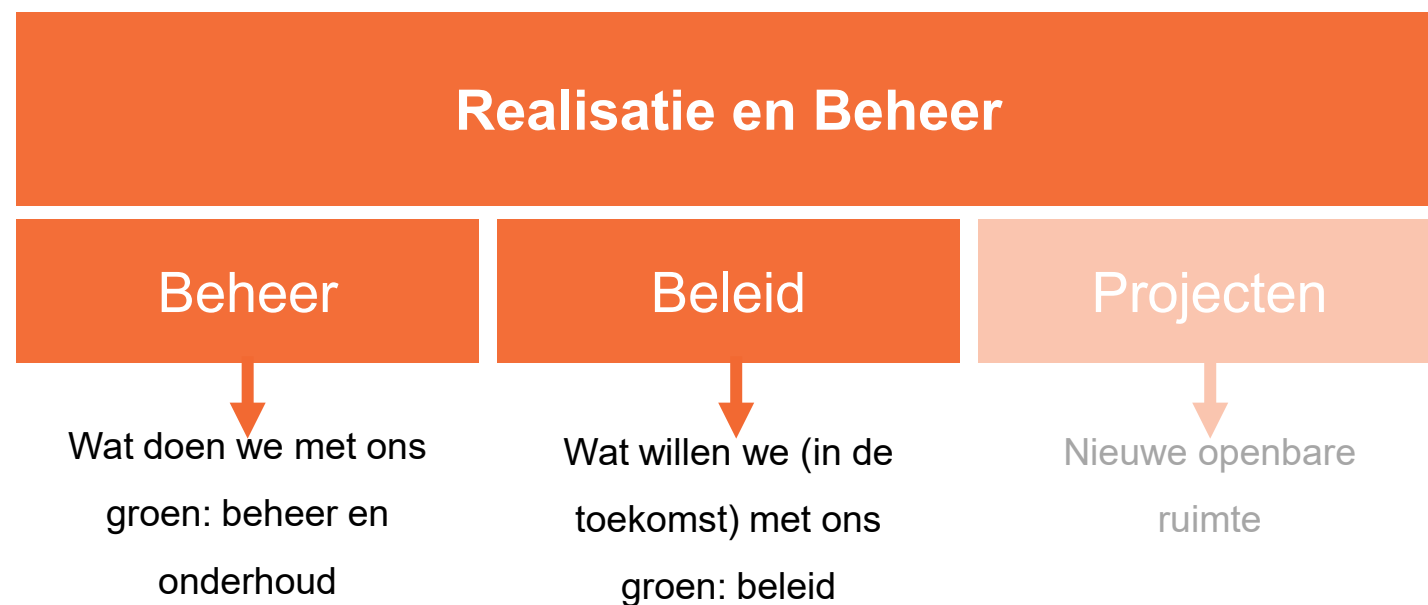 Realisatie en Beheer
Beheer
Beleid
Projecten
Wat doen we met ons
groen: beheer en
onderhoud
Wat willen we (in de
toekomst) met ons
groen: beleid
Nieuwe openbare
ruimte